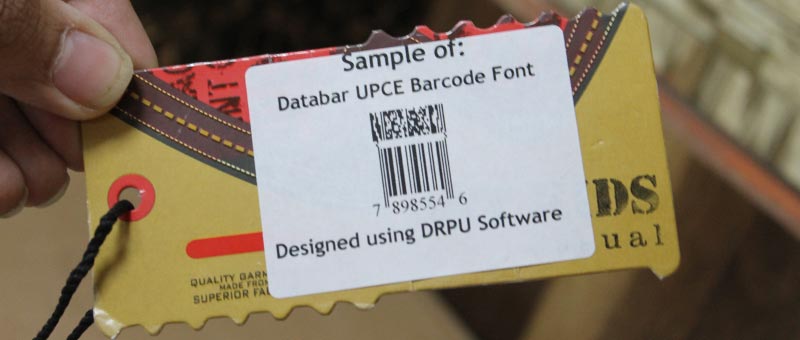 Sample of:
Databar UPCE Barcode Font
7 898554 6
Designed using DRPU Software
DS
ual
QUALITY GARM
MADE FROM
SUPERIOR FA